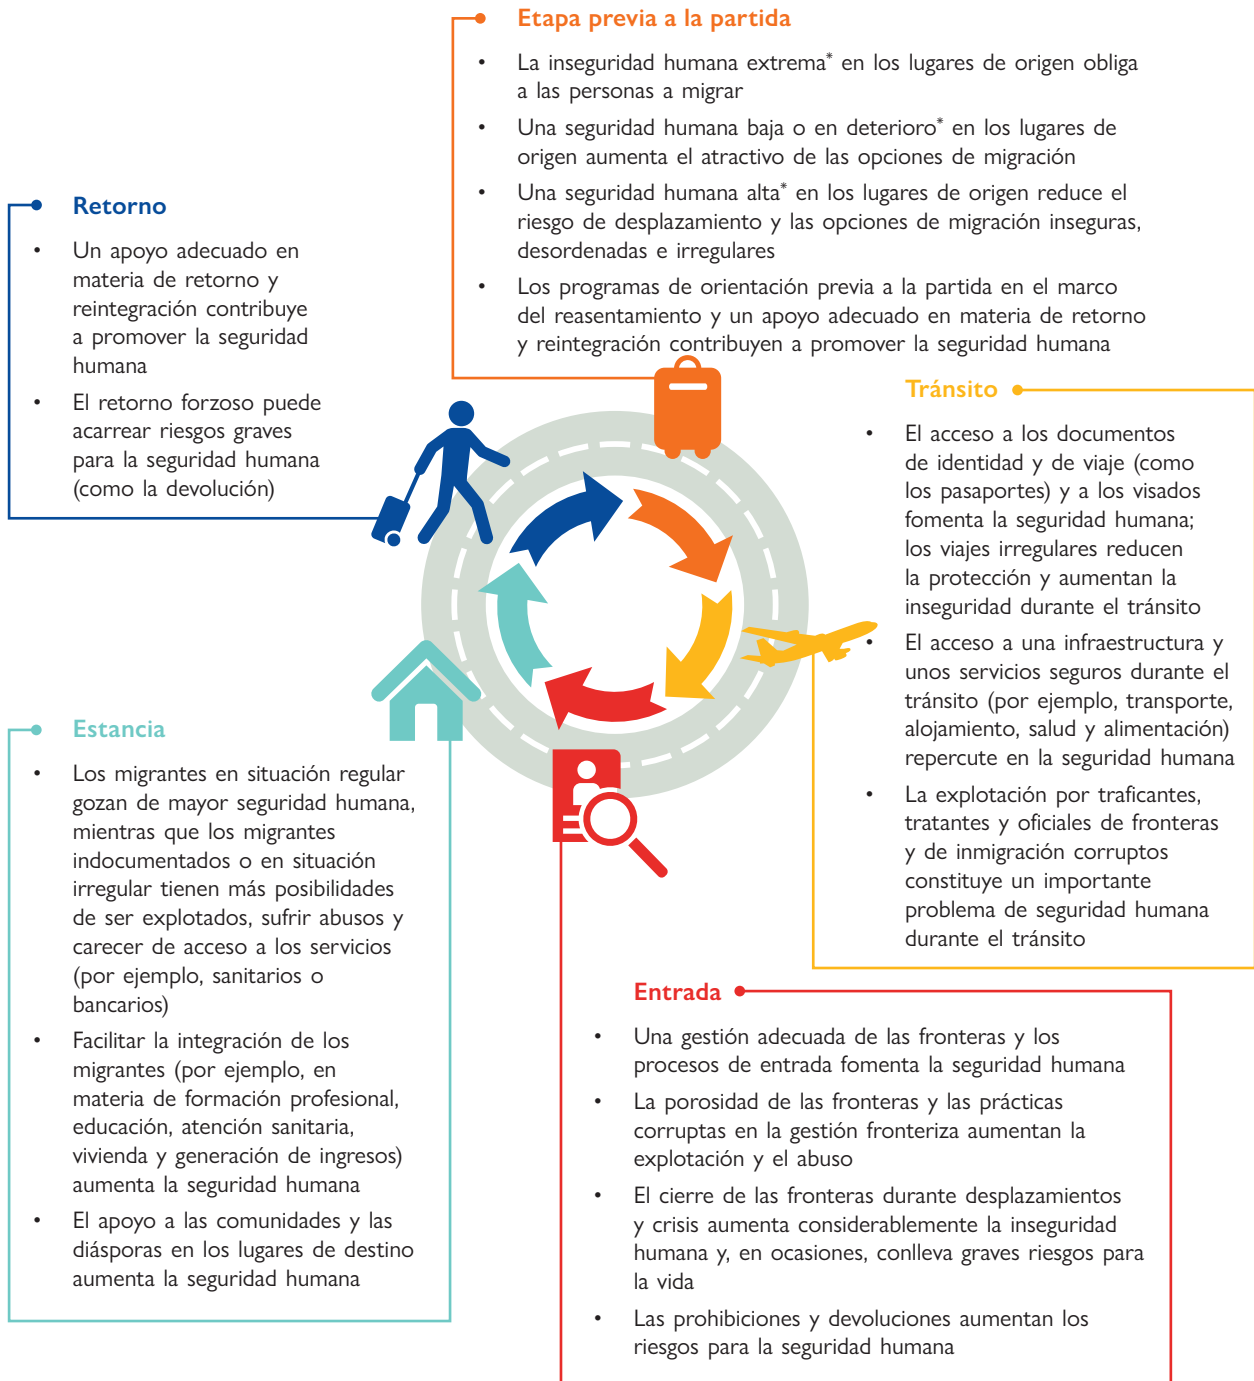 Etapa previa a la partida
• La inseguridad humana extrema* en los lugares de origen obliga
a las personas a migrar
• Una seguridad humana baja o en deterioro* en los lugares de
origen aumenta el atractivo de las opciones de migración
• Una seguridad humana alta* en los lugares de origen reduce el
riesgo de desplazamiento y las opciones de migración inseguras,
desordenadas e irregulares
• Los programas de orientación previa a la partida en el marco
del reasentamiento y un apoyo adecuado en materia de retorno
y reintegración contribuyen a promover la seguridad humana
Tránsito
• El acceso a los documentos
de identidad y de viaje (como
los pasaportes) y a los visados
fomenta la seguridad humana;
los viajes irregulares reducen
la protección y aumentan la
inseguridad durante el tránsito
• El acceso a una infraestructura y
unos servicios seguros durante el
tránsito (por ejemplo, transporte,
alojamiento, salud y alimentación)
repercute en la seguridad humana
• La explotación por traficantes,
tratantes y oficiales de fronteras
y de inmigración corruptos
constituye un importante
problema de seguridad humana
durante el tránsito
Entrada
• Una gestión adecuada de las fronteras y los
procesos de entrada fomenta la seguridad humana
• La porosidad de las fronteras y las prácticas
corruptas en la gestión fronteriza aumentan la
explotación y el abuso
• El cierre de las fronteras durante desplazamientos
y crisis aumenta considerablemente la inseguridad
humana y, en ocasiones, conlleva graves riesgos para
la vida
• Las prohibiciones y devoluciones aumentan los
riesgos para la seguridad humana
Estancia
• Los migrantes en situación regular
gozan de mayor seguridad humana,
mientras que los migrantes
indocumentados o en situación
irregular tienen más posibilidades
de ser explotados, sufrir abusos y
carecer de acceso a los servicios
(por ejemplo, sanitarios o
bancarios)
• Facilitar la integración de los
migrantes (por ejemplo, en
materia de formación profesional,
educación, atención sanitaria,
vivienda y generación de ingresos)
aumenta la seguridad humana
• El apoyo a las comunidades y las
diásporas en los lugares de destino
aumenta la seguridad humana
Retorno
• Un apoyo adecuado en
materia de retorno y
reintegración contribuye
a promover la seguridad
humana
• El retorno forzoso puede
acarrear riesgos graves
para la seguridad humana
(como la devolución)